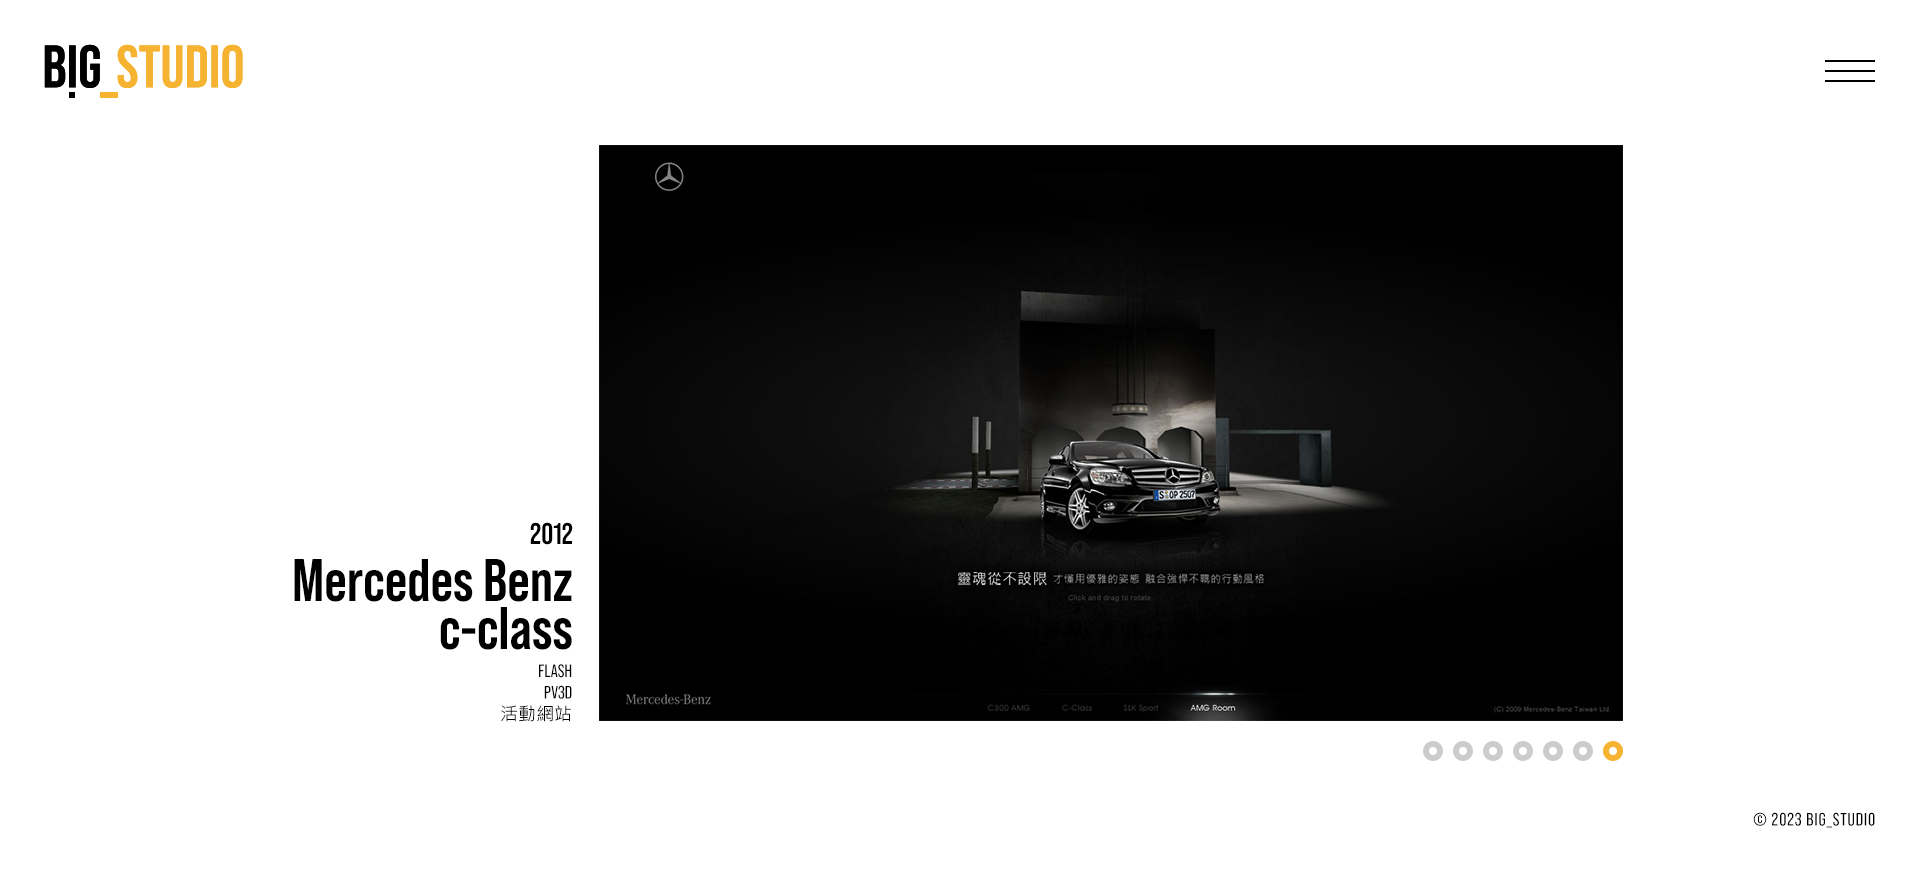 BIG_STUDIO
2012
Mercedes Benz
c-class
FLASH
PV3D
活動網站
S OP 2507
靈魂從不設限 才懂用優雅的姿態 融合強悍不羈的行動風格
Click and drag to rotate.
Mercedes-Benz
C300 AMG C-Class SLK Sport AMG Room
(C) 2009 Mercedes-Benz Taiwan Ltd.
© 2023 BIG_STUDIO